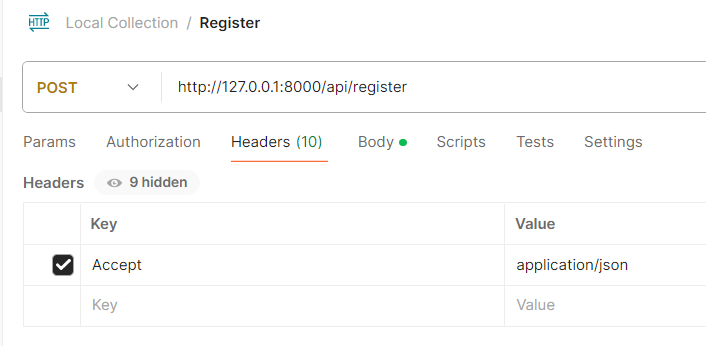 HTTP Local Collection / Register
POST http://127.0.0.1:8000/api/register
Params Authorization Headers (10) Body Scripts Tests Settings
Headers 9 hidden
Key Value
Accept application/json
Key Value